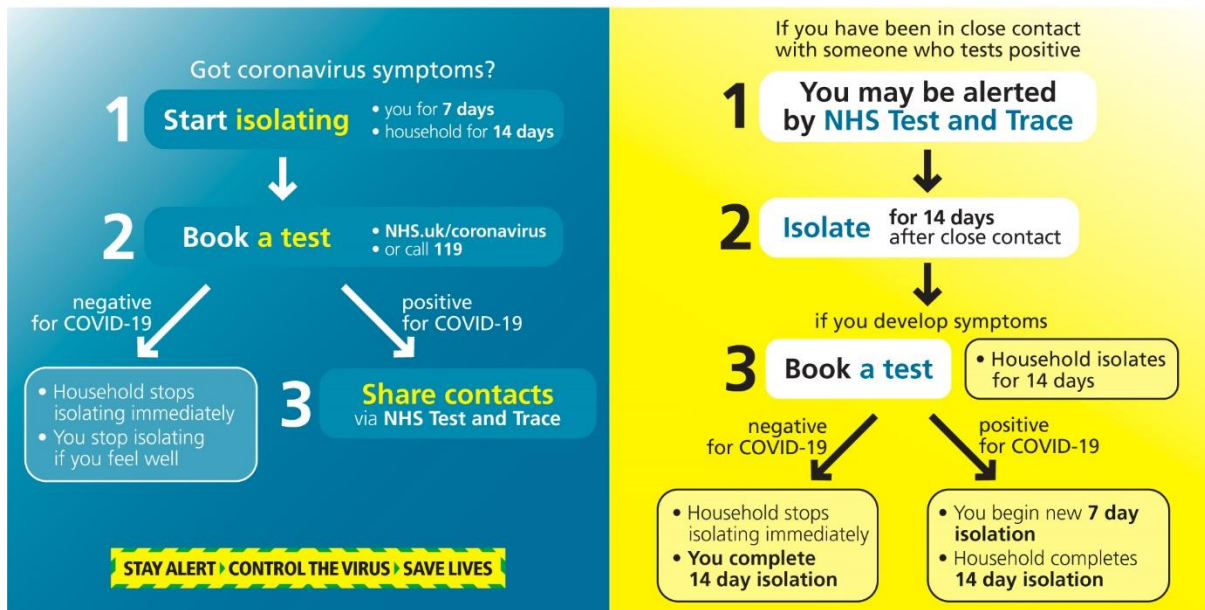 Got coronavirus symptoms?
1 Start isolating
• you for 7 days
• household for 14 days
2 Book a test
• NHS.uk/coronavirus
• or call 119
negative
for COVID-19
positive
for COVID-19
• Household stops
isolating immediately
• You stop isolating
if you feel well
3 Share contacts
via NHS Test and Trace
STAY ALERT CONTROL THE VIRUS SAVE LIVES
If you have been in close contact
with someone who tests positive
1 You may be alerted
by NHS Test and Trace
2 Isolate
for 14 days
after close contact
if you develop symptoms
3 Book a test
• Household isolates
for 14 days
negative
for COVID-19
positive
for COVID-19
• Household stops
isolating immediately
• You complete
14 day isolation
• You begin new 7 day
isolation
• Household completes
14 day isolation